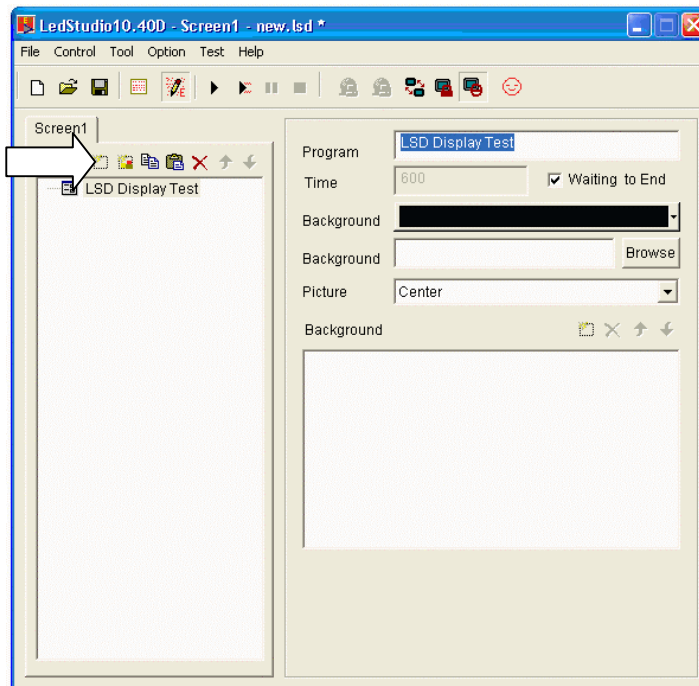 LedStudio10.40D - Screen1 - new.lsd *
File Control Tool Option Test Help
Screen1
LSD Display Test
Program LSD Display Test
Time 600 Waiting to End
Background
Background Browse
Picture Center
Background